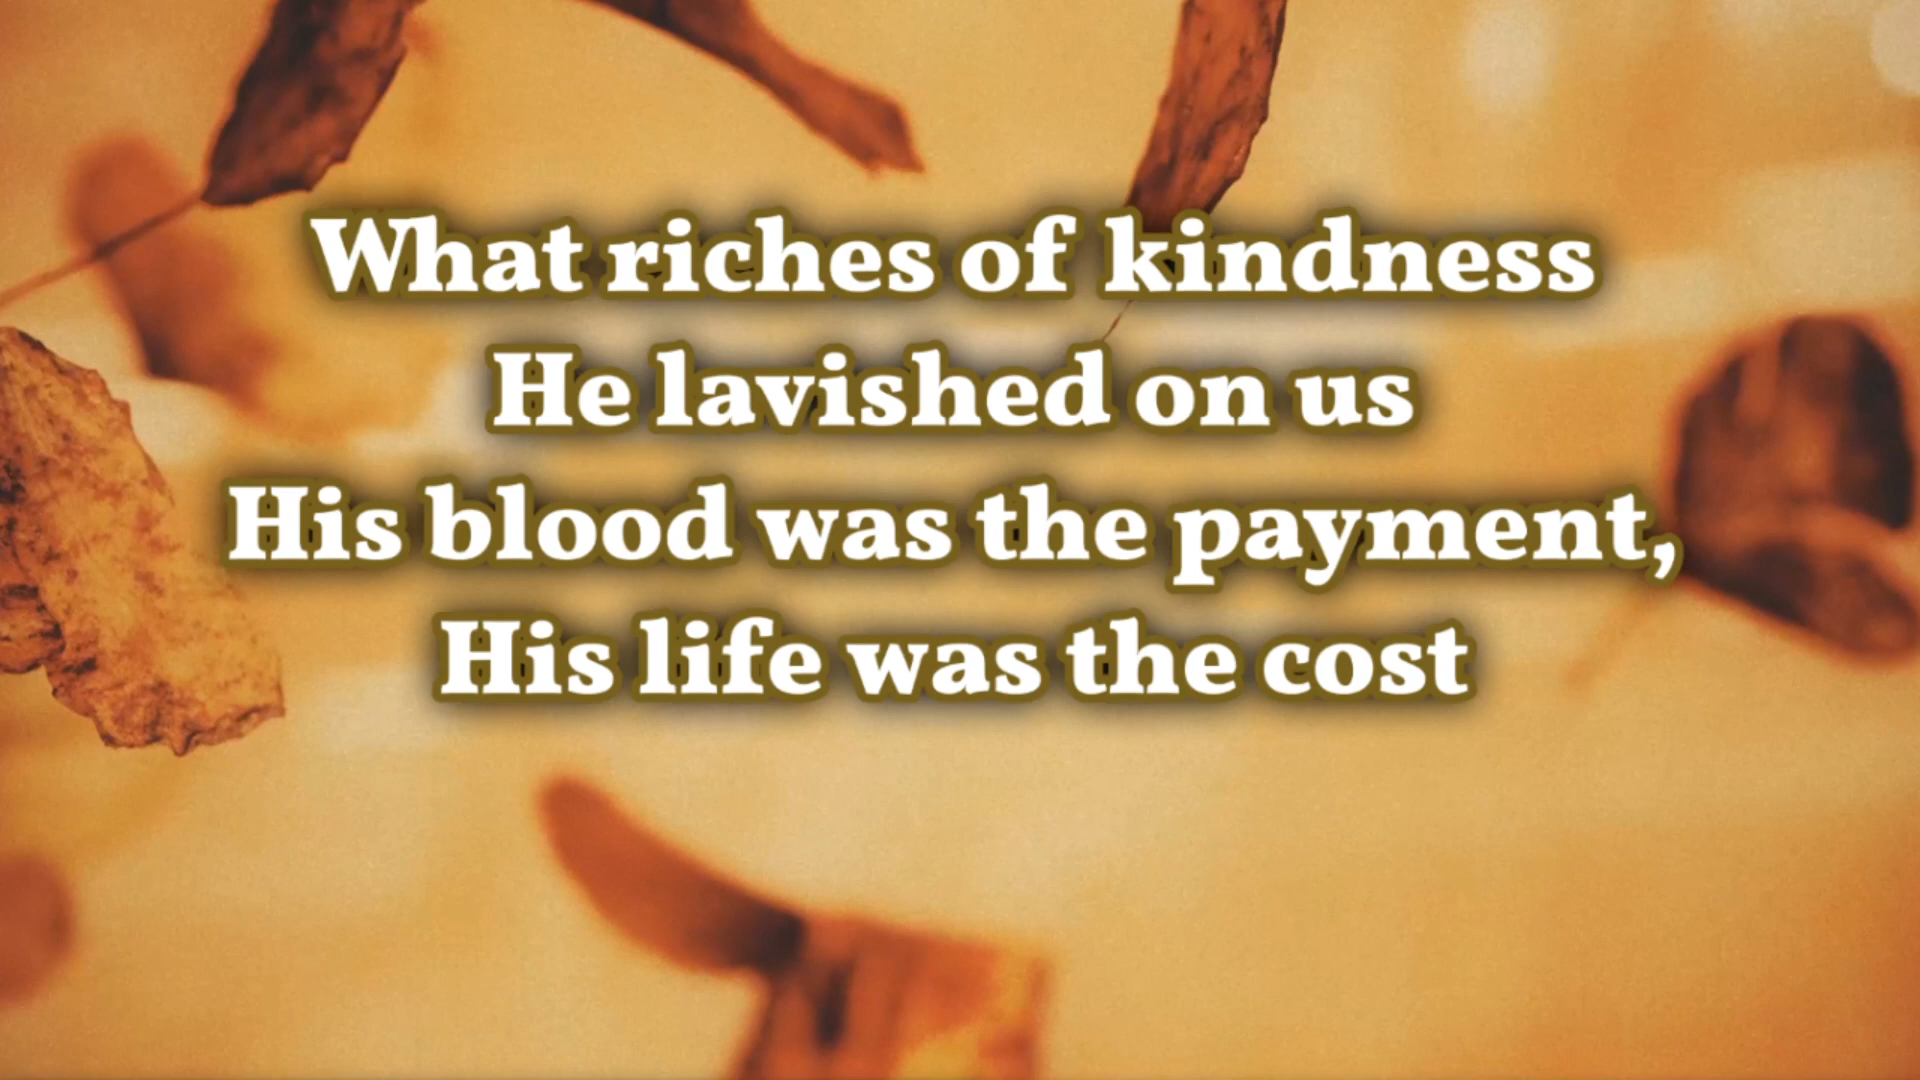 What riches of kindness
He lavished on us
His blood was the payment,
His life was the cost